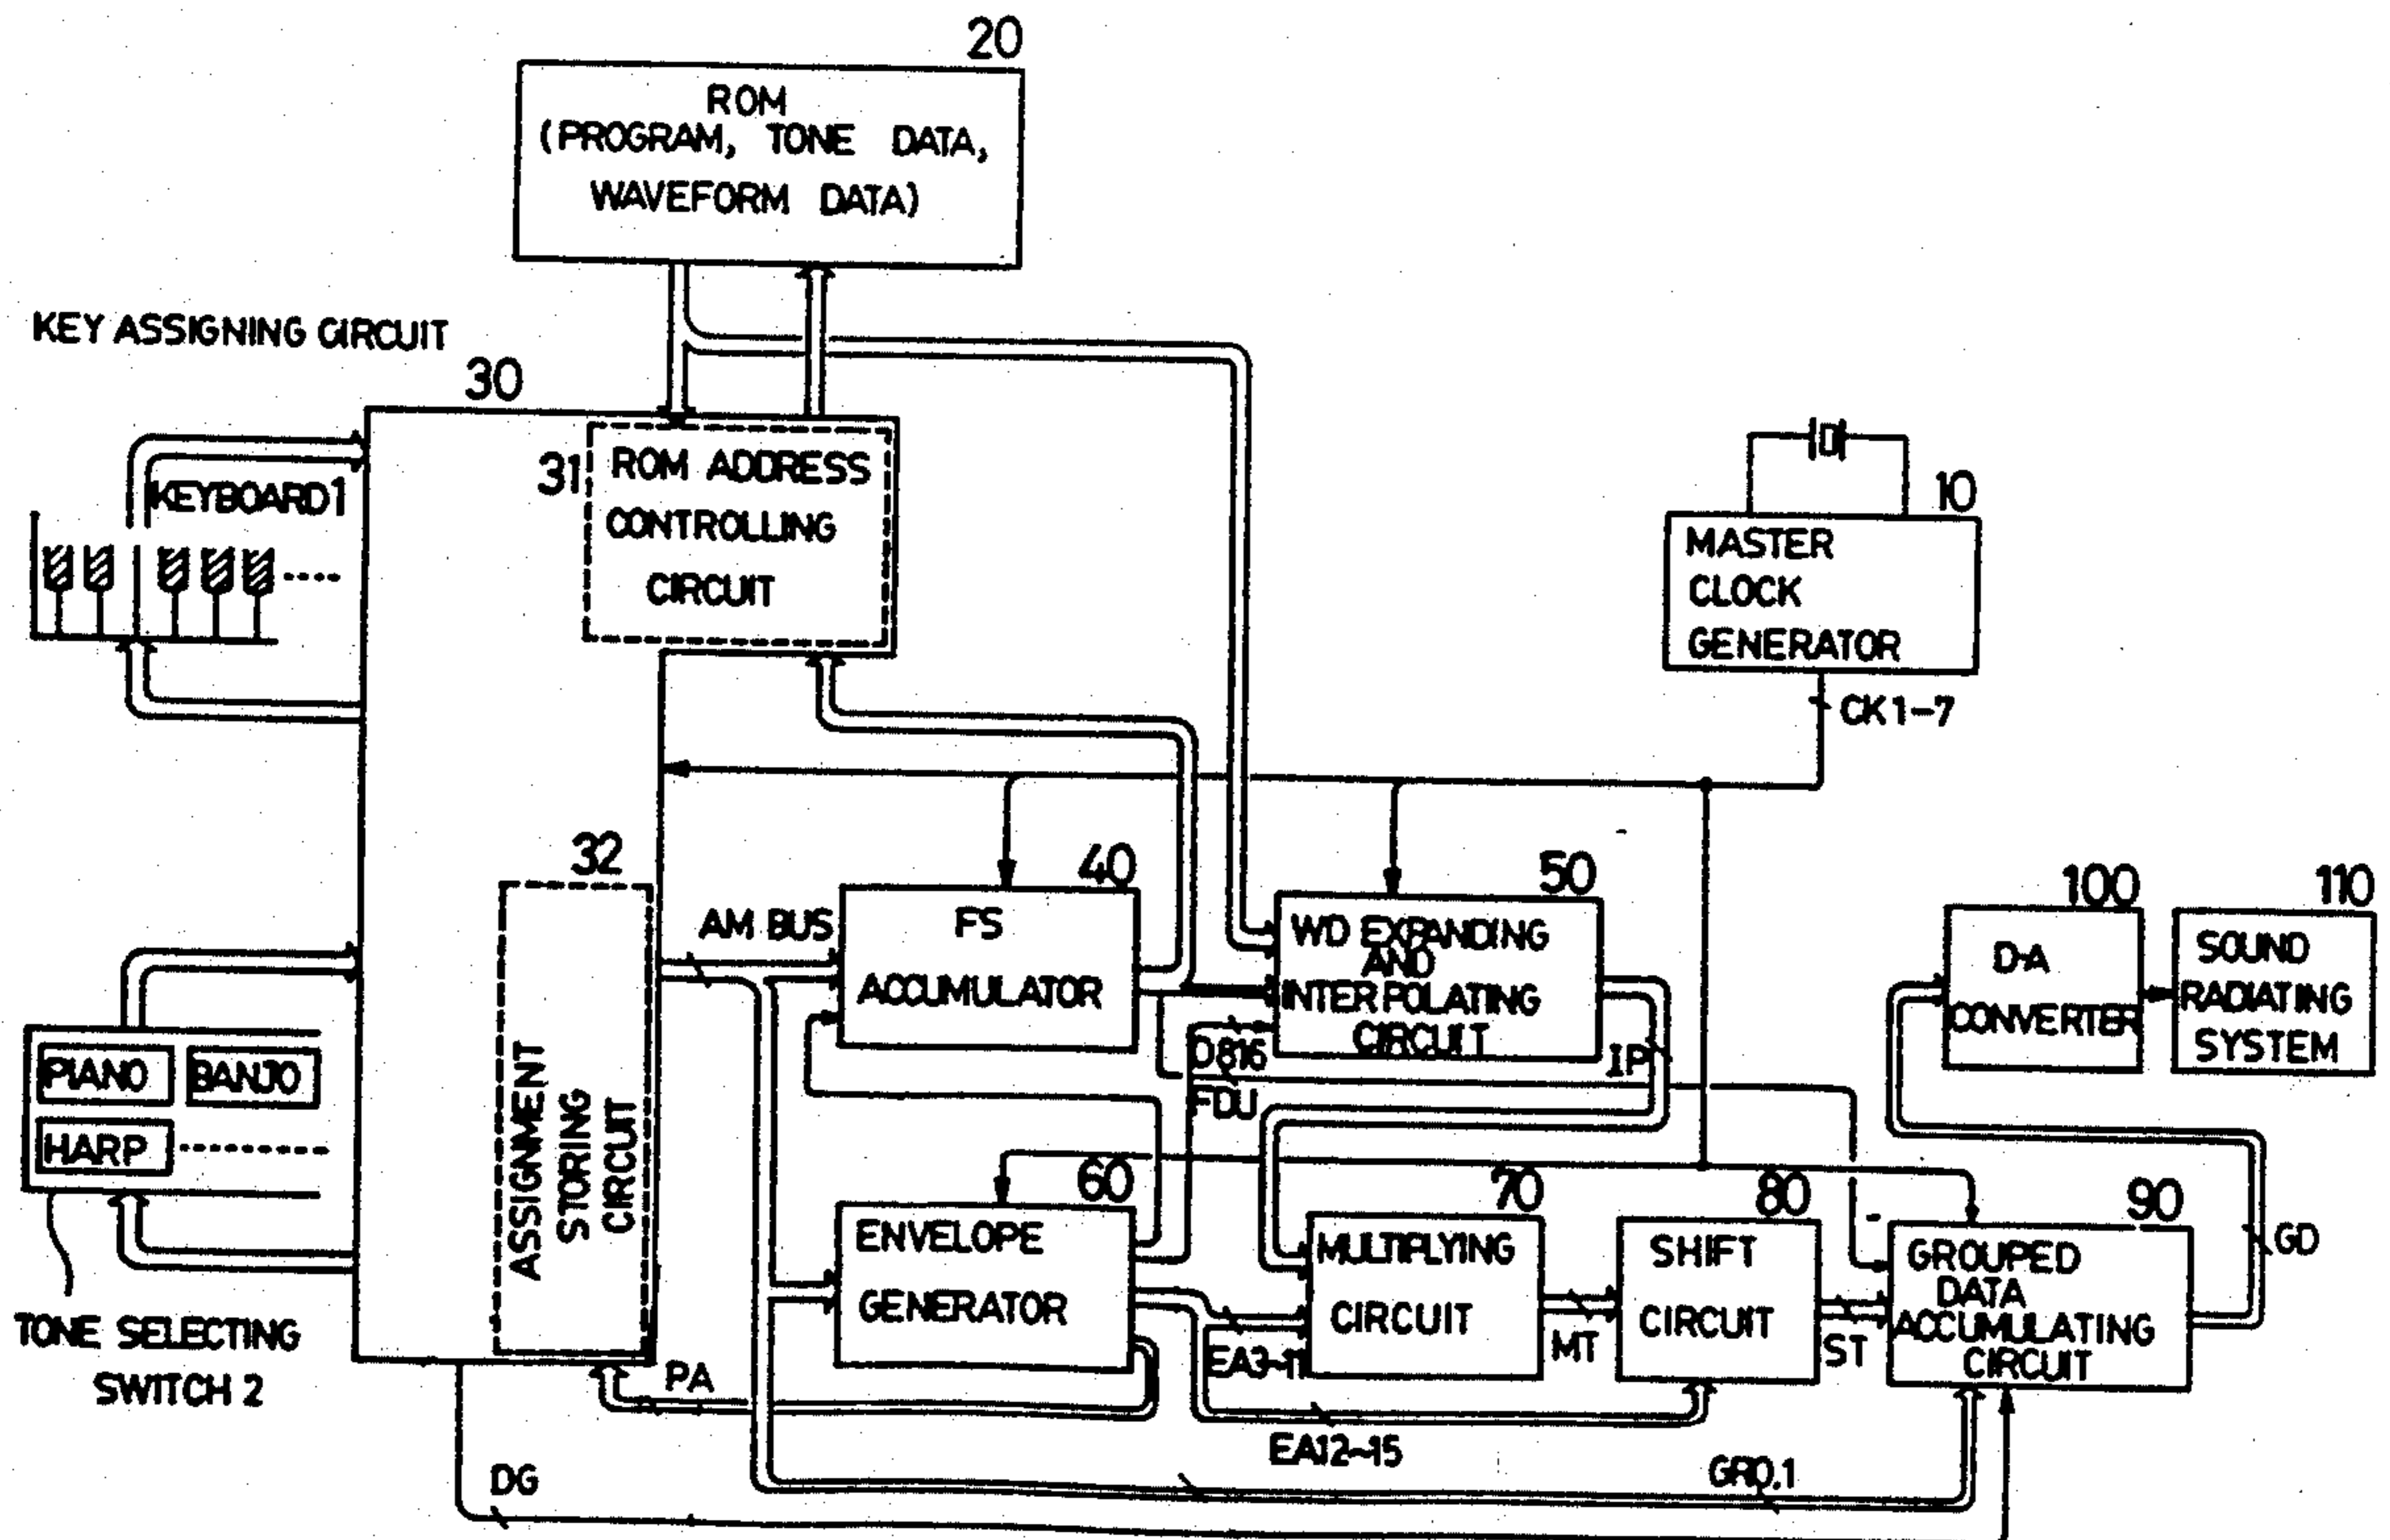 20
ROM
(PROGRAM, TONE DATA,
WAVEFORM DATA)
KEY ASSIGNING CIRCUIT
30
31
ROM ADDRESS
CONTROLLING
CIRCUIT
KEYBOARD 1
10
MASTER
CLOCK
GENERATOR
CK1-7
32
ASSIGNMENT
STORING
CIRCUIT
AM BUS
40
FS
ACCUMULATOR
50
WD EXPANDING
AND
INTERPOLATING
CIRCUIT
100
D-A
CONVERTER
110
SOUND
RADIATING
SYSTEM
D816
FDU
IP
PIANO
BANJO
HARP
TONE SELECTING
SWITCH 2
60
ENVELOPE
GENERATOR
70
MULTIPLYING
CIRCUIT
80
SHIFT
CIRCUIT
90
GROUPED
DATA
ACCUMULATING
CIRCUIT
GD
EA3~11
MT
ST
PA
EA12~15
GR0.1
DG